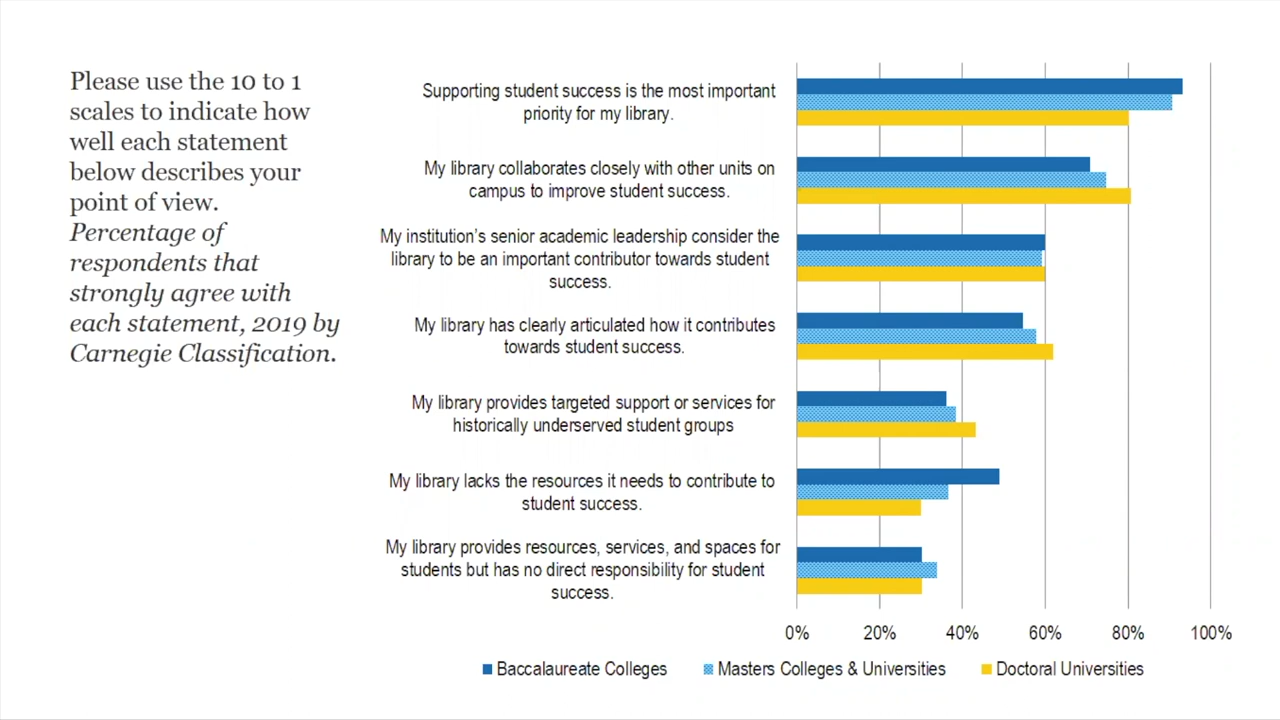 Please use the 10 to 1
scales to indicate how
well each statement
below describes your
point of view.
Percentage of
respondents that
strongly agree with
each statement, 2019 by
Carnegie Classification.
Supporting student success is the most important
priority for my library.
My library collaborates closely with other units on
campus to improve student success.
My institution's senior academic leadership consider the
library to be an important contributor towards student
success.
My library has clearly articulated how it contributes
towards student success.
My library provides targeted support or services for
historically underserved student groups
My library lacks the resources it needs to contribute to
student success.
My library provides resources, services, and spaces for
students but has no direct responsibility for student
success.
0% 20% 40% 60% 80% 100%
Baccalaureate Colleges Masters Colleges & Universities Doctoral Universities